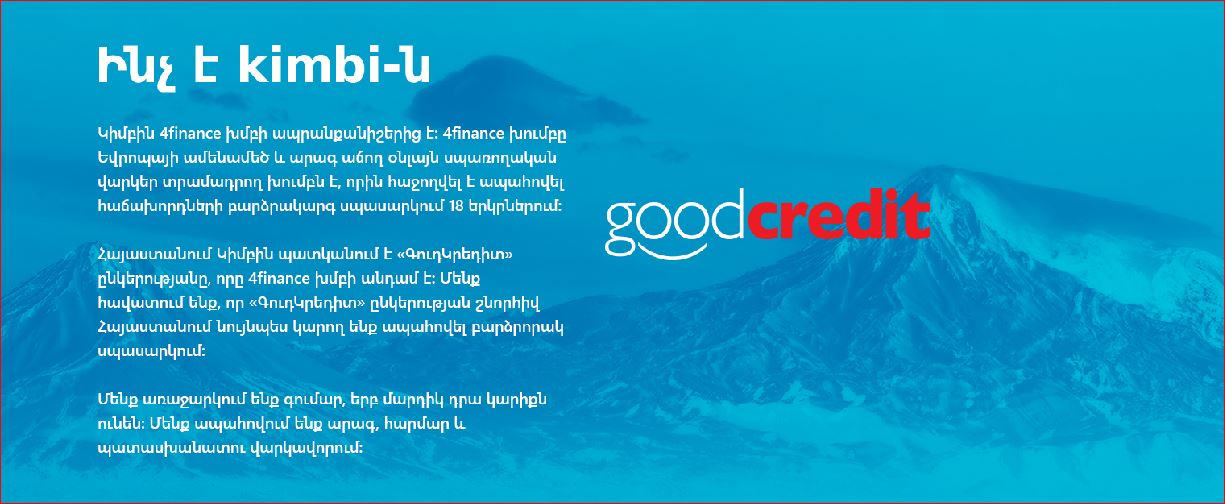 Ինչ է kimbi-ն
Կիմբին 4finance խմբի ապրանքանիշերից է: 4finance խումբը
Եվրոպայի ամենամեծ և արագ աճող օնլայն սպառողական
վարկեր տրամադրող խումբն է, որին հաջողվել է ապահովել
հաճախորդների բարձրակարգ սպասարկում 18 երկրներում:
Հայաստանում Կիմբին պատկանում է «ԳուդԿրեդիտ»
ընկերությանը, որը 4finance խմբի անդամ է: Մենք
հավատում ենք, որ «ԳուդԿրեդիտ» ընկերության շնորհիվ
Հայաստանում նույնպես կարող ենք ապահովել բարձրորակ
սպասարկում:
Մենք առաջարկում ենք գումար, երբ մարդիկ դրա կարիքն
ունեն: Մենք ապահովում ենք արագ, հարմար և
պատասխանատու վարկավորում:
goodcredit